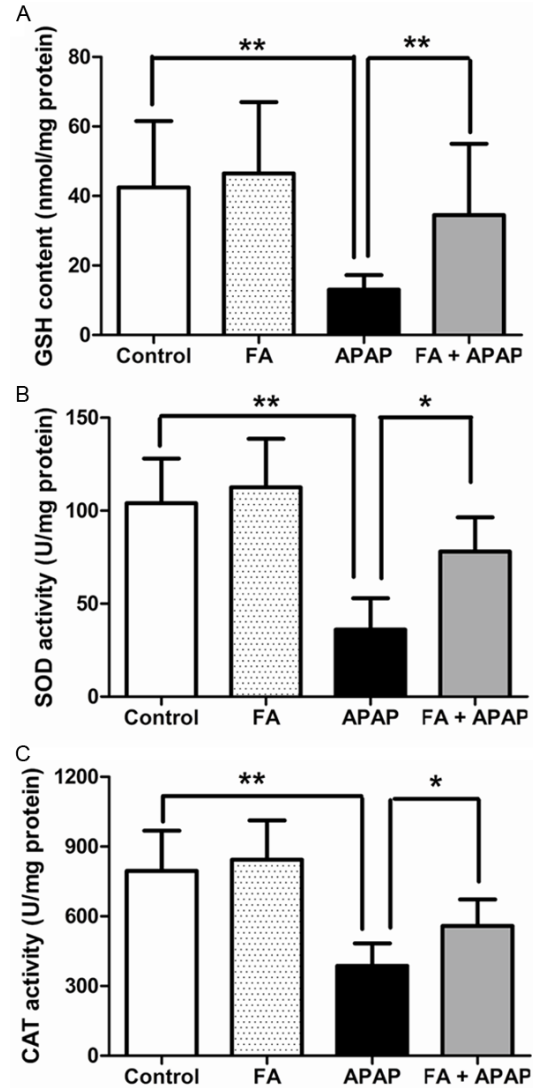 A
GSH content (nmol/mg protein)
80
60
40
20
0
** **
Control FA APAP FA + APAP
B
SOD activity (U/mg protein)
150
100
50
0
** *
Control FA APAP FA + APAP
C
CAT activity (U/mg protein)
1200
900
600
300
0
** *
Control FA APAP FA + APAP